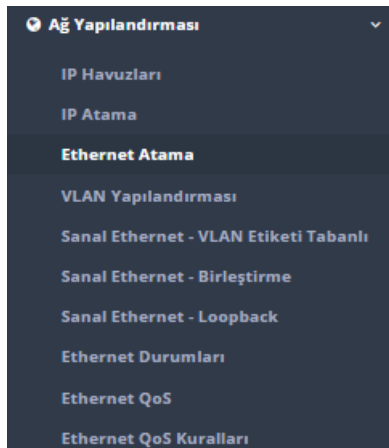 Ağ Yapılandırması
IP Havuzları
IP Atama
Ethernet Atama
VLAN Yapılandırması
Sanal Ethernet - VLAN Etiketi Tabanlı
Sanal Ethernet - Birleştirme
Sanal Ethernet - Loopback
Ethernet Durumları
Ethernet QoS
Ethernet QoS Kuralları